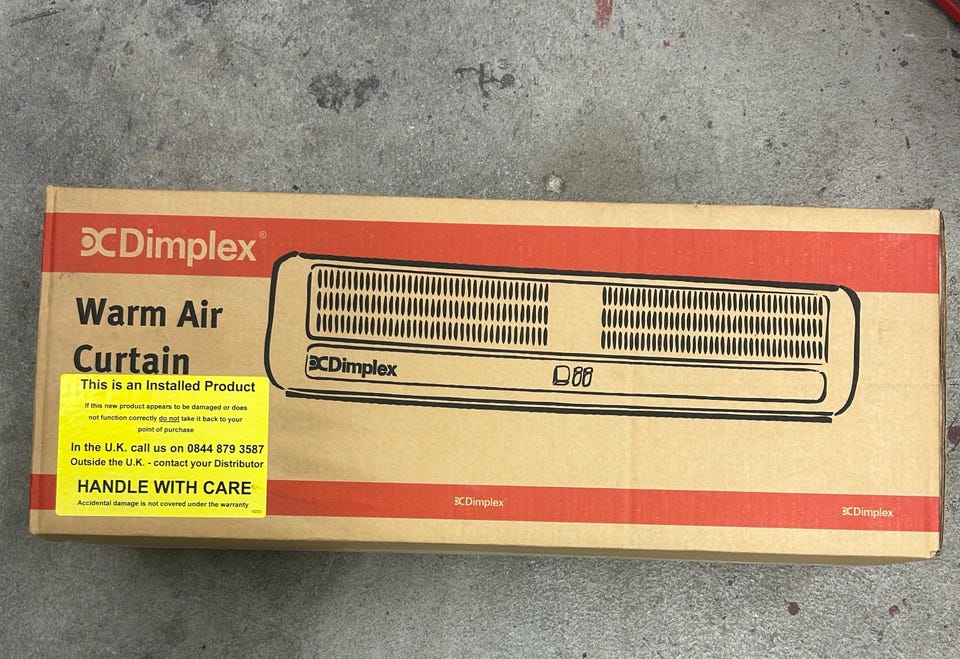 Dimplex®
Warm Air
Curtain
Dimplex
This is an Installed Product
If this new product appears to be damaged or does
not function correctly do not take it back to your
point of purchase
In the U.K. call us on 0844 879 3587
Outside the U.K. - contact your Distributor
HANDLE WITH CARE
Accidental damage is not covered under the warranty
Dimplex
Dimplex